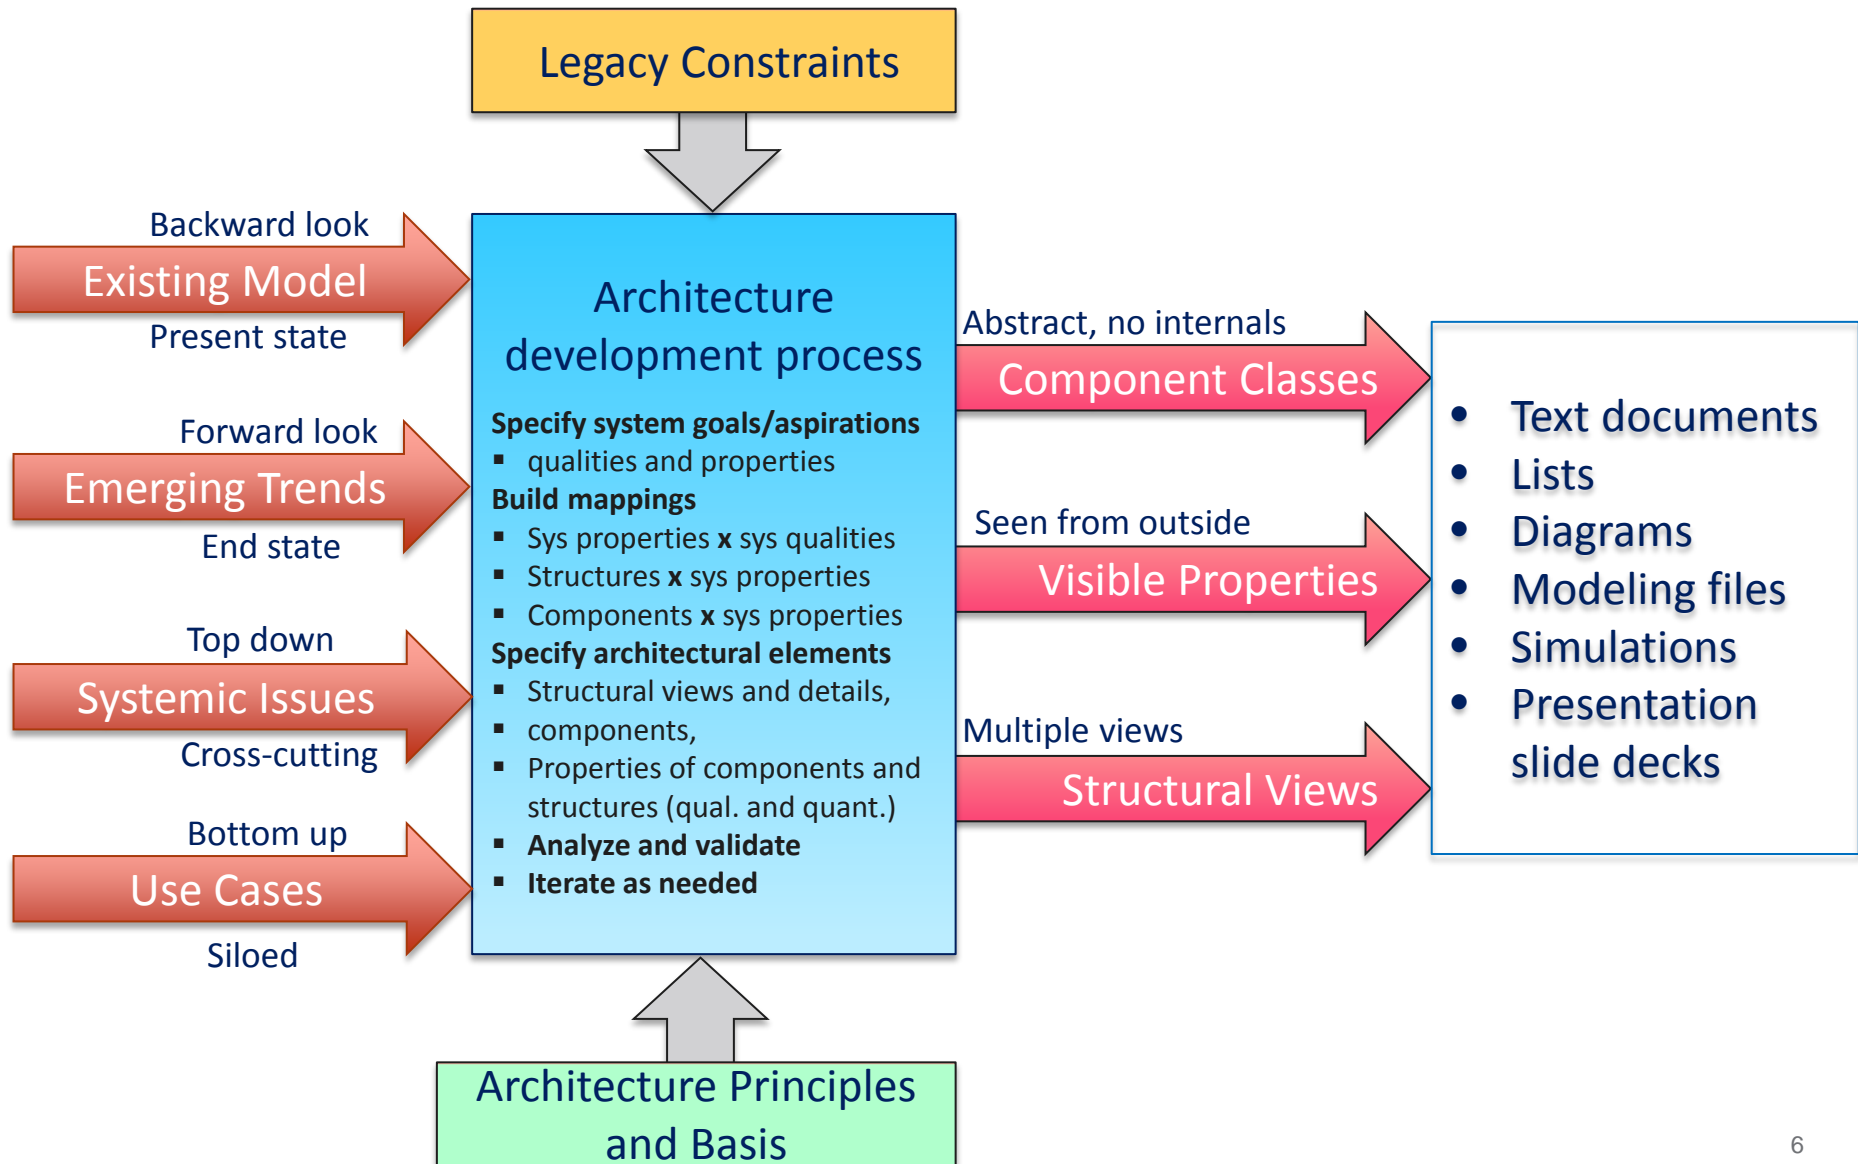 Legacy Constraints
Backward look
Existing Model
Present state
Forward look
Emerging Trends
End state
Top down
Systemic Issues
Cross-cutting
Bottom up
Use Cases
Siloed
Architecture
development process
Specify system goals/aspirations
▪ qualities and properties
Build mappings
▪ Sys properties x sys qualities
▪ Structures x sys properties
▪ Components x sys properties
Specify architectural elements
▪ Structural views and details,
▪ components,
▪ Properties of components and
structures (qual. and quant.)
▪ Analyze and validate
▪ Iterate as needed
Abstract, no internals
Component Classes
Seen from outside
Visible Properties
Multiple views
Structural Views
• Text documents
• Lists
• Diagrams
• Modeling files
• Simulations
• Presentation
slide decks
Architecture Principles
and Basis
6